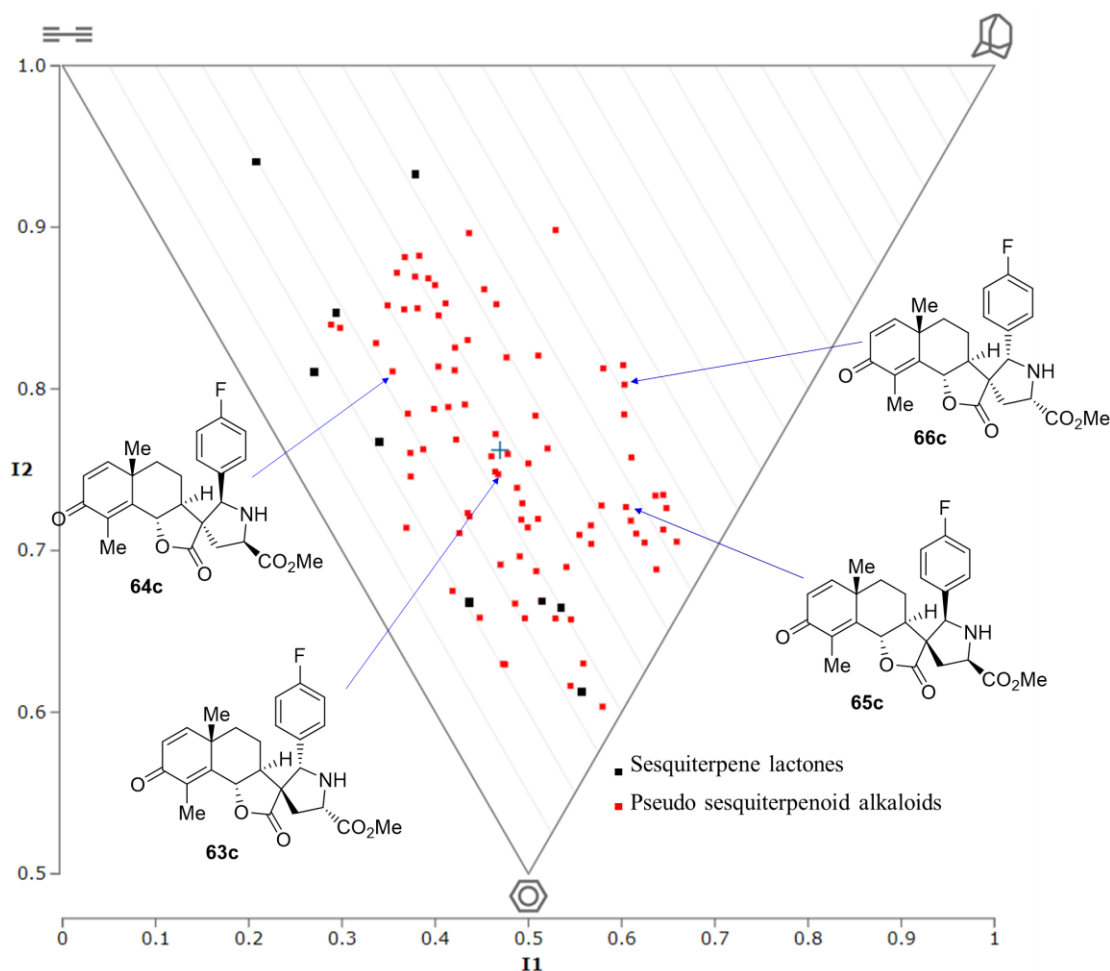 1.0
0.9
0.8
I2
0.7
0.6
0.5
0
0.1
0.2
0.3
0.4
0.5
0.6
0.7
0.8
0.9
1
I1
F
Me
H
NH
O
Me
O
O
CO₂Me
64c
F
Me
H
NH
O
Me
O
O
CO₂Me
66c
F
Me
H
NH
O
Me
O
O
CO₂Me
63c
F
Me
H
NH
O
Me
O
O
CO₂Me
65c
Sesquiterpene lactones
Pseudo sesquiterpenoid alkaloids